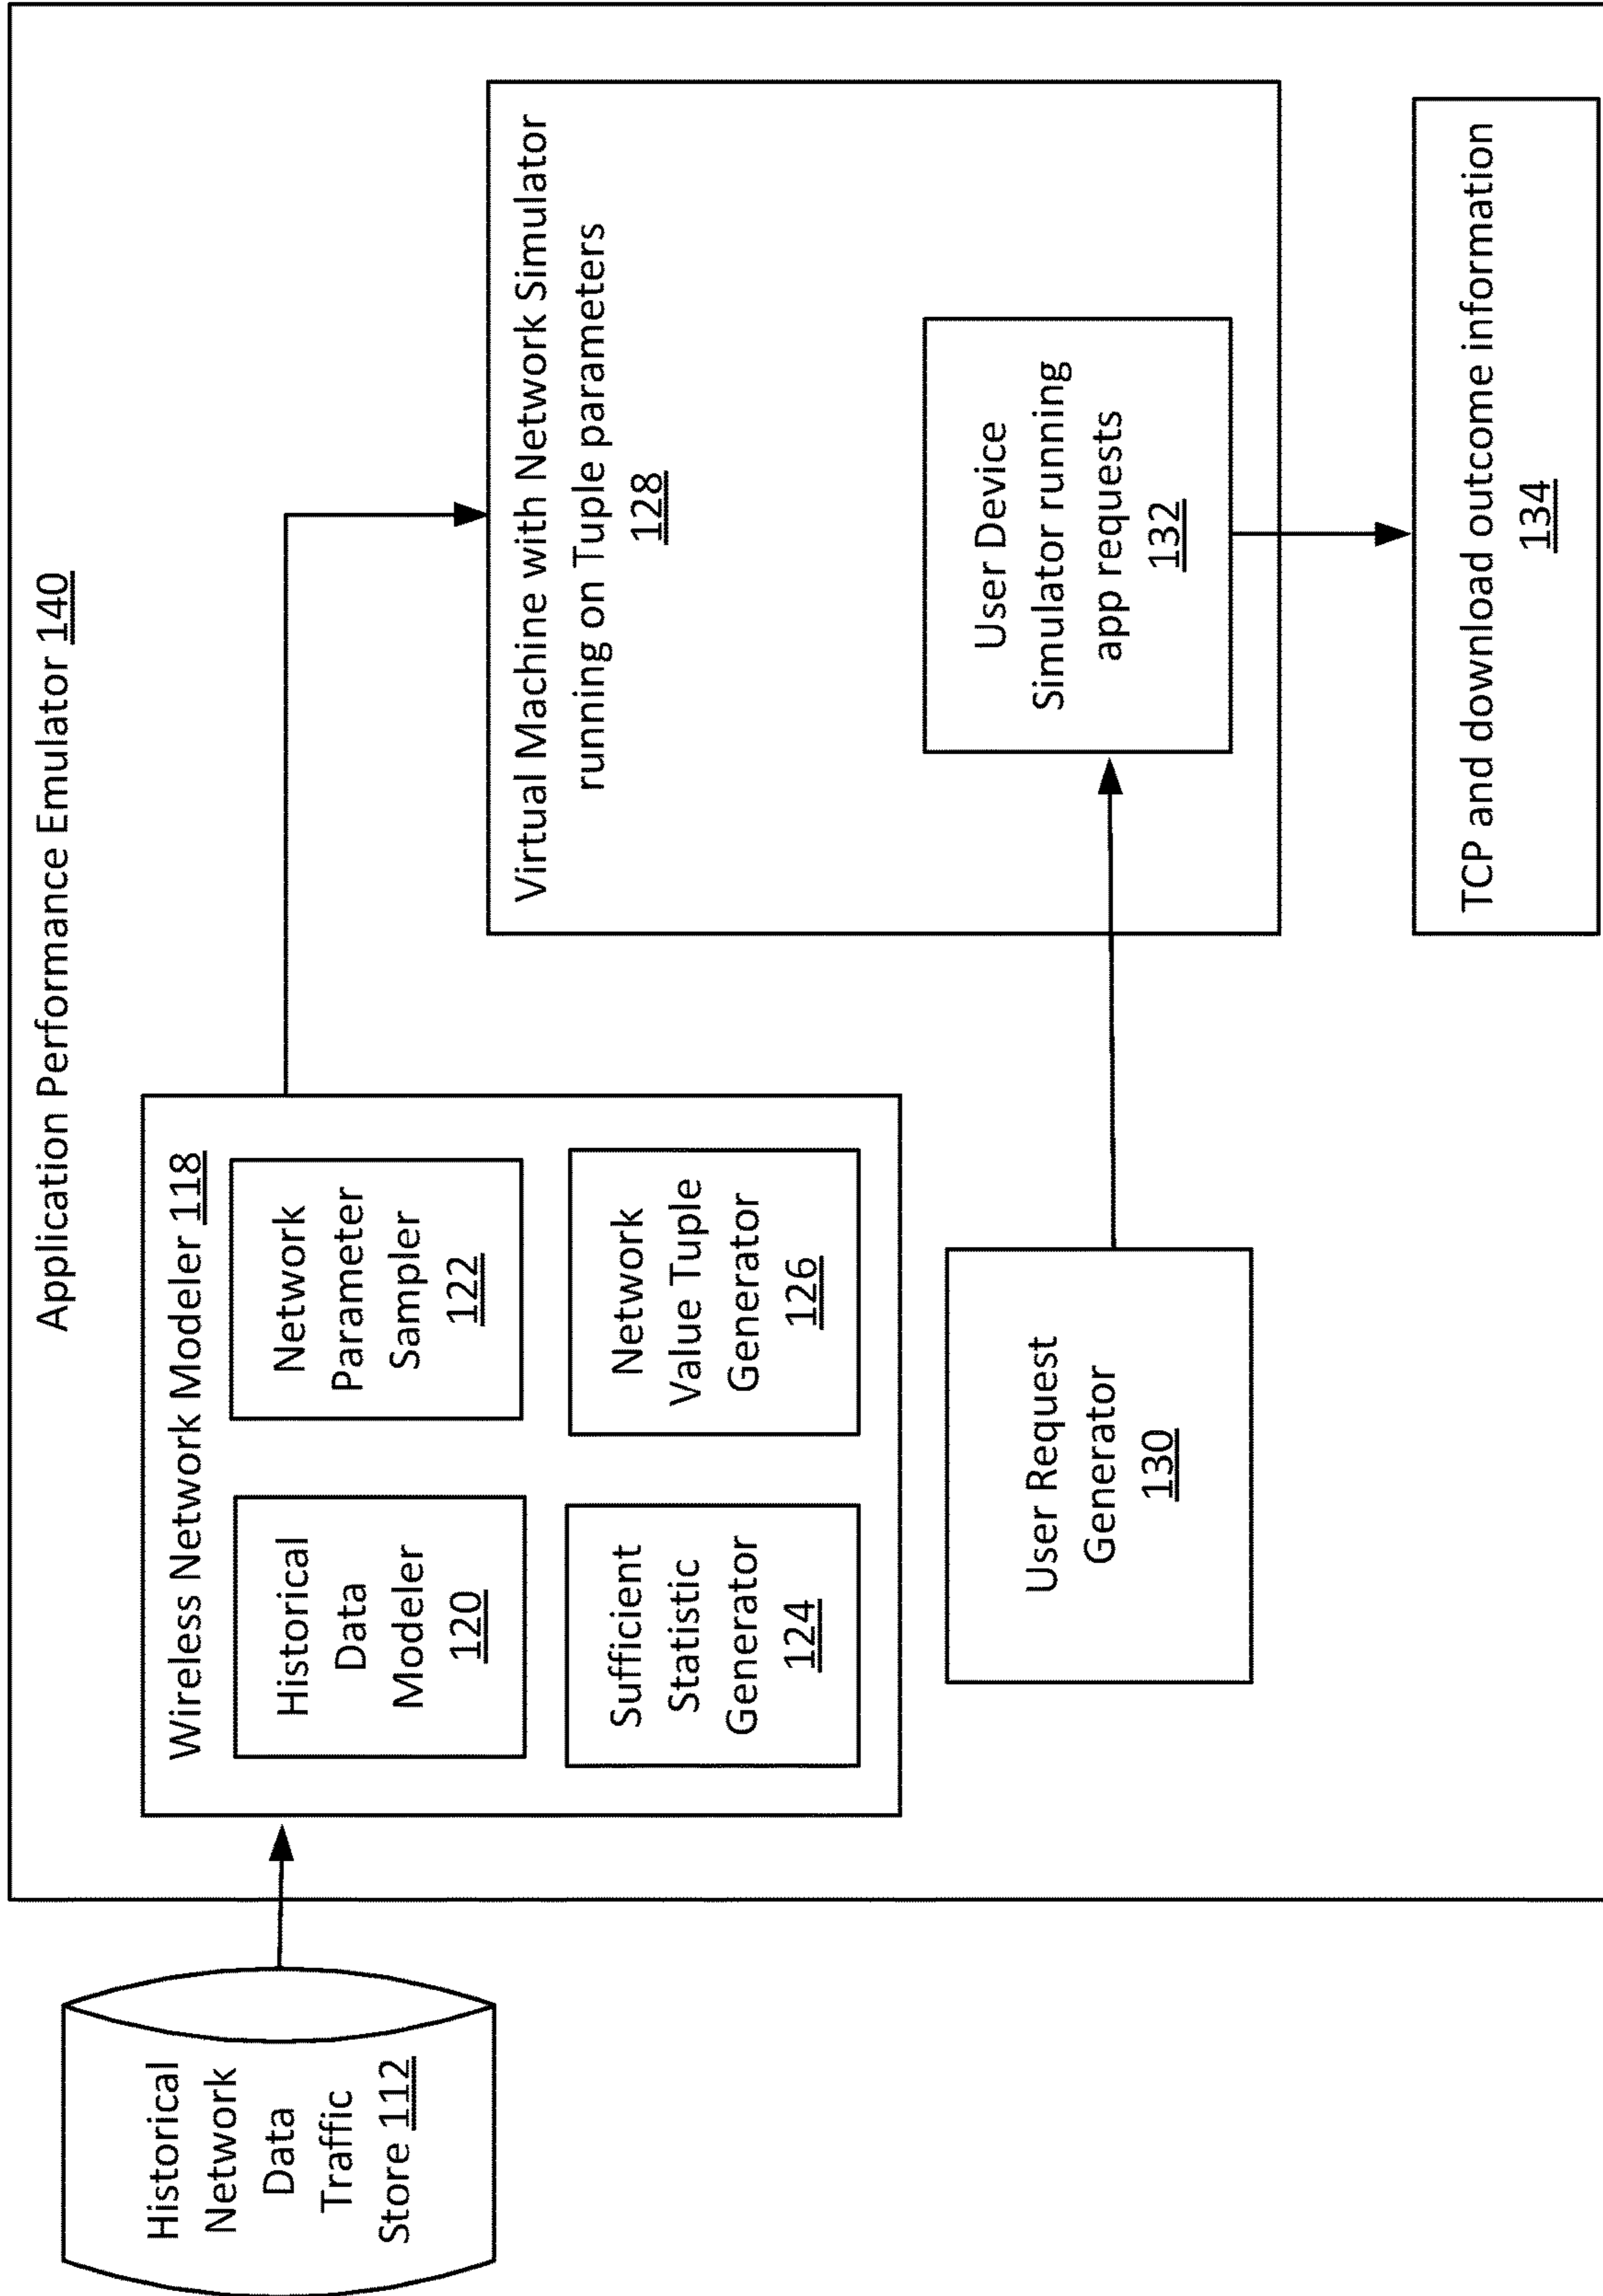 Application Performance Emulator 140
Historical
Network
Data
Traffic
Store 112
Wireless Network Modeler 118
Historical
Data
Modeler
120
Network
Parameter
Sampler
122
Sufficient
Statistic
Generator
124
Network
Value Tuple
Generator
126
Virtual Machine with Network Simulator
running on Tuple parameters
128
User Request
Generator
130
User Device
Simulator running
app requests
132
TCP and download outcome information
134